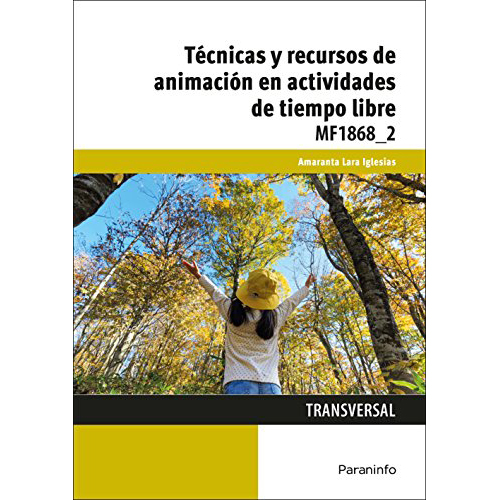 Técnicas y recursos de
animación en actividades
de tiempo libre
MF1868_2
Amaranta Lara Iglesias
TRANSVERSAL
Paraninfo